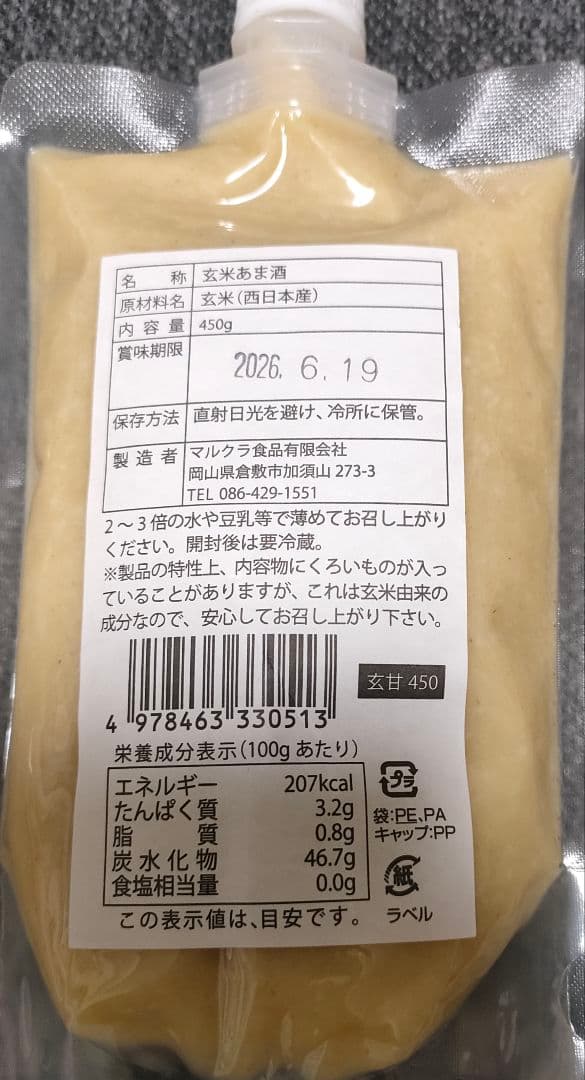 名称 玄米あま酒
原材料名 玄米(西日本産)
内容量 450g
賞味期限 2026. 6. 19
保存方法 直射日光を避け、冷所に保管。
製造者 マルクラ食品有限会社
岡山県倉敷市加須山 273-3
TEL 086-429-1551
2〜3倍の水や豆乳等で薄めてお召し上がり
ください。開封後は要冷蔵。
※製品の特性上、内容物にくろいものが入っ
ていることがありますが、これは玄米由来の
成分なので、安心してお召し上がり下さい。
玄甘 450
4 978463 330513
栄養成分表示(100g あたり)
エネルギー 207kcal
たんぱく質 3.2g
脂質 0.8g
炭水化物 46.7g
食塩相当量 0.0g
この表示値は、目安です。
プラ
袋:PE、PA
キャップ:PP
紙
ラベル